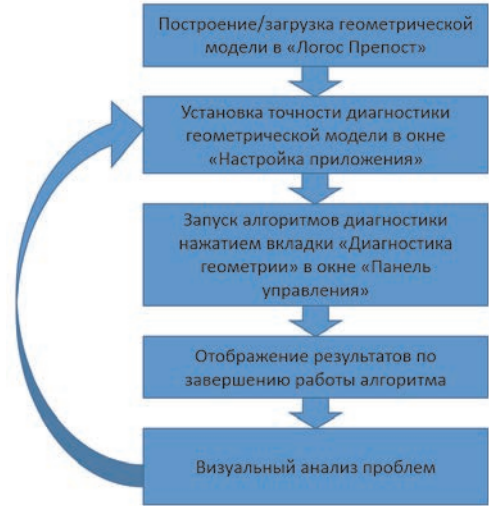 Построение/загрузка геометрической
модели в «Логос Препост»
Установка точности диагностики
геометрической модели в окне
«Настройка приложения»
Запуск алгоритмов диагностики
нажатием вкладки «Диагностика
геометрии» в окне «Панель
управления»
Отображение результатов по
завершению работы алгоритма
Визуальный анализ проблем